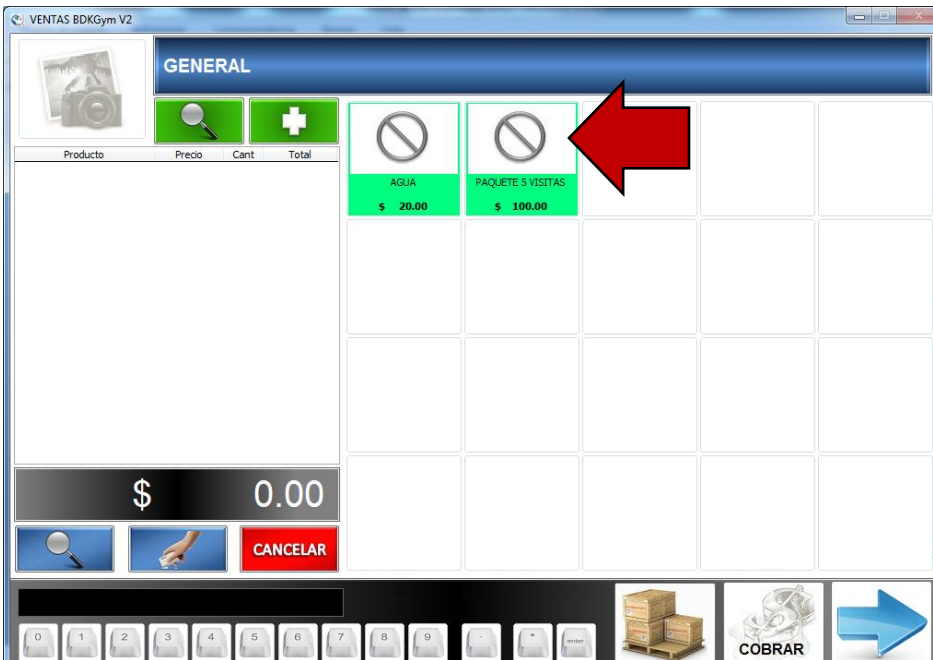 VENTAS BDKGym V2
GENERAL
Producto Precio Cant Total
AGUA
$ 20.00
PAQUETE 5 VISITAS
$ 100.00
$ 0.00
CANCELAR
0 1 2 3 4 5 6 7 8 9 . * enter
COBRAR